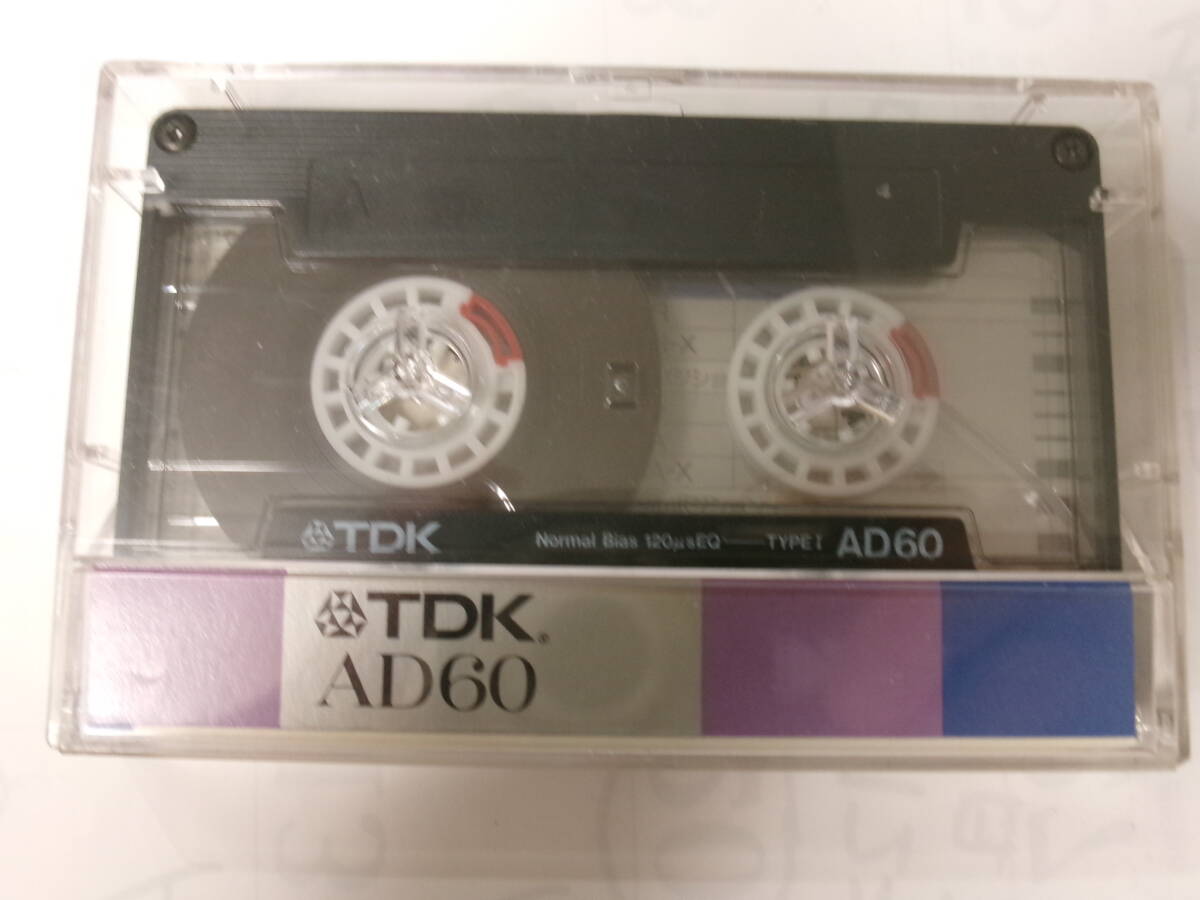 A
TDK
Normal Bias 120μsEQ TYPE I AD60
TDK®
AD60